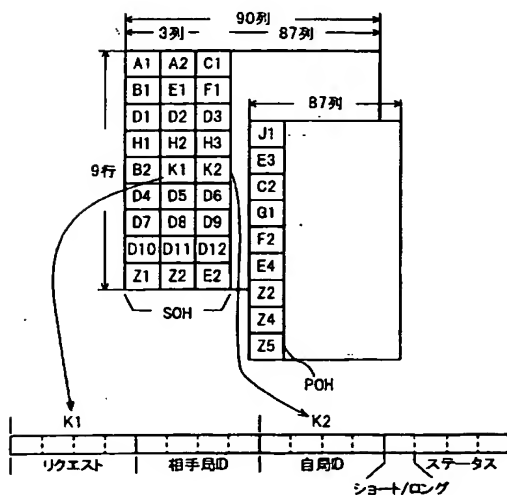 90列
3列 87列
A1 A2 C1
B1 E1 F1
D1 D2 D3
H1 H2 H3
B2 K1 K2
D4 D5 D6
D7 D8 D9
D10 D11 D12
Z1 Z2 E2
9行
SOH
87列
J1
E3
C2
G1
F2
E4
Z2
Z4
Z5
POH
K1 K2
リクエスト 相手局ID 自局ID ステータス
ショート/ロング